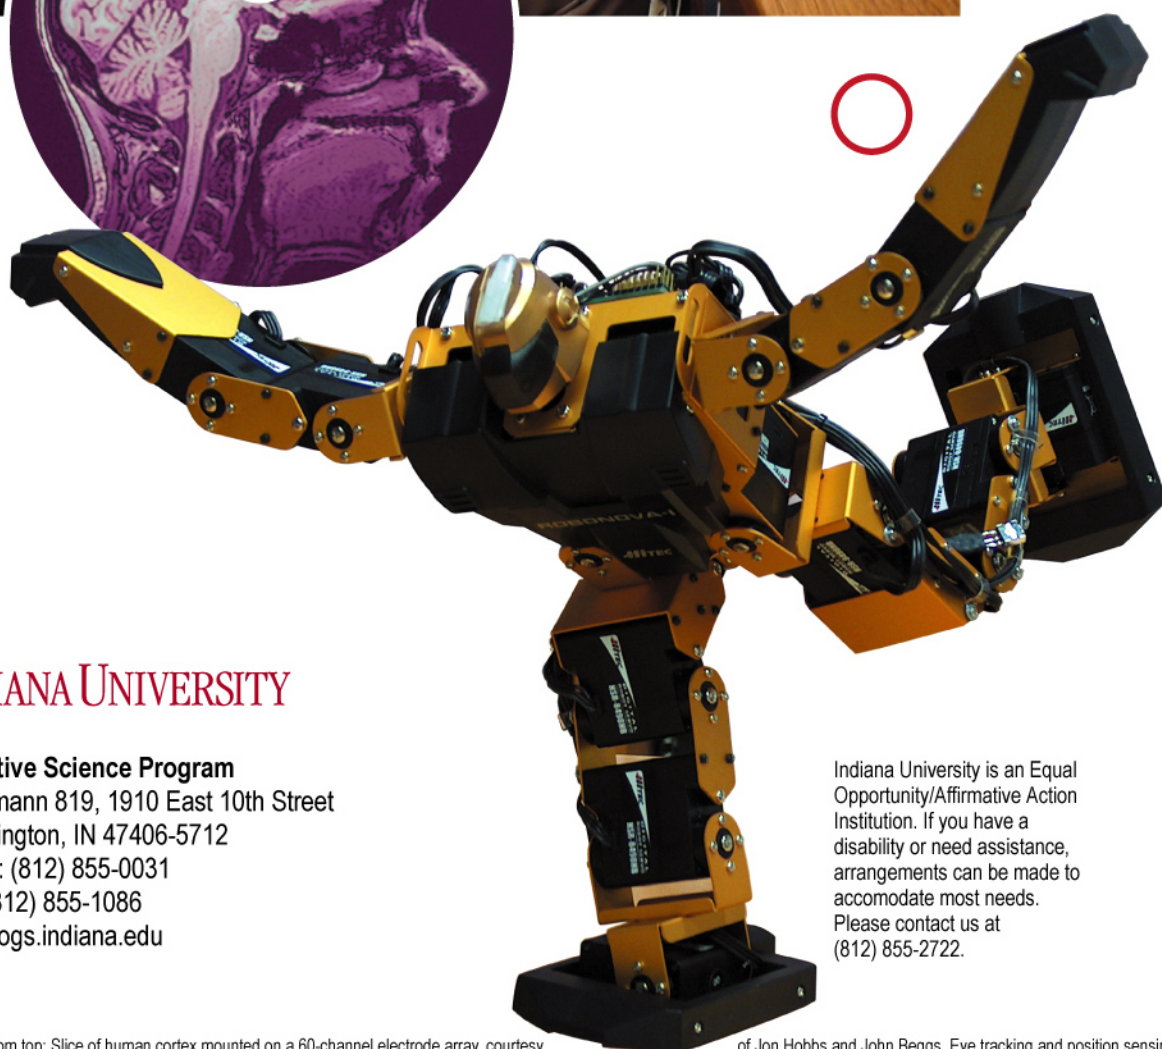 ROBONOVA-I
HITEC
IANA UNIVERSITY
tive Science Program
mann 819, 1910 East 10th Street
ington, IN 47406-5712
: (812) 855-0031
312) 855-1086
ogs.indiana.edu
Indiana University is an Equal
Opportunity/Affirmative Action
Institution. If you have a
disability or need assistance,
arrangements can be made to
accomodate most needs.
Please contact us at
(812) 855-2722.
om top: Slice of human cortex mounted on a 60-channel electrode array, courtesy
of Jon Hobbs and John Beggs. Eye tracking and position sensin